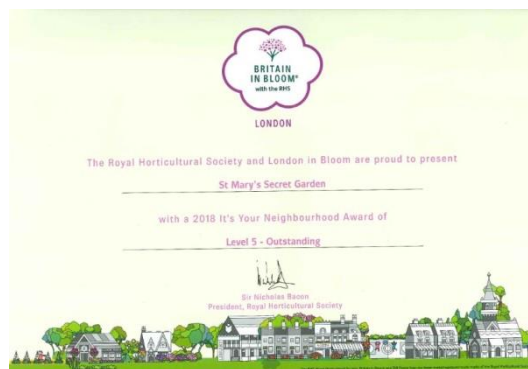 BRITAIN
IN BLOOM®
with the RHS
LONDON
The Royal Horticultural Society and London in Bloom are proud to present
St Mary's Secret Garden
with a 2018 It's Your Neighbourhood Award of
Level 5 - Outstanding
Sir Nicholas Bacon
President, Royal Horticultural Society